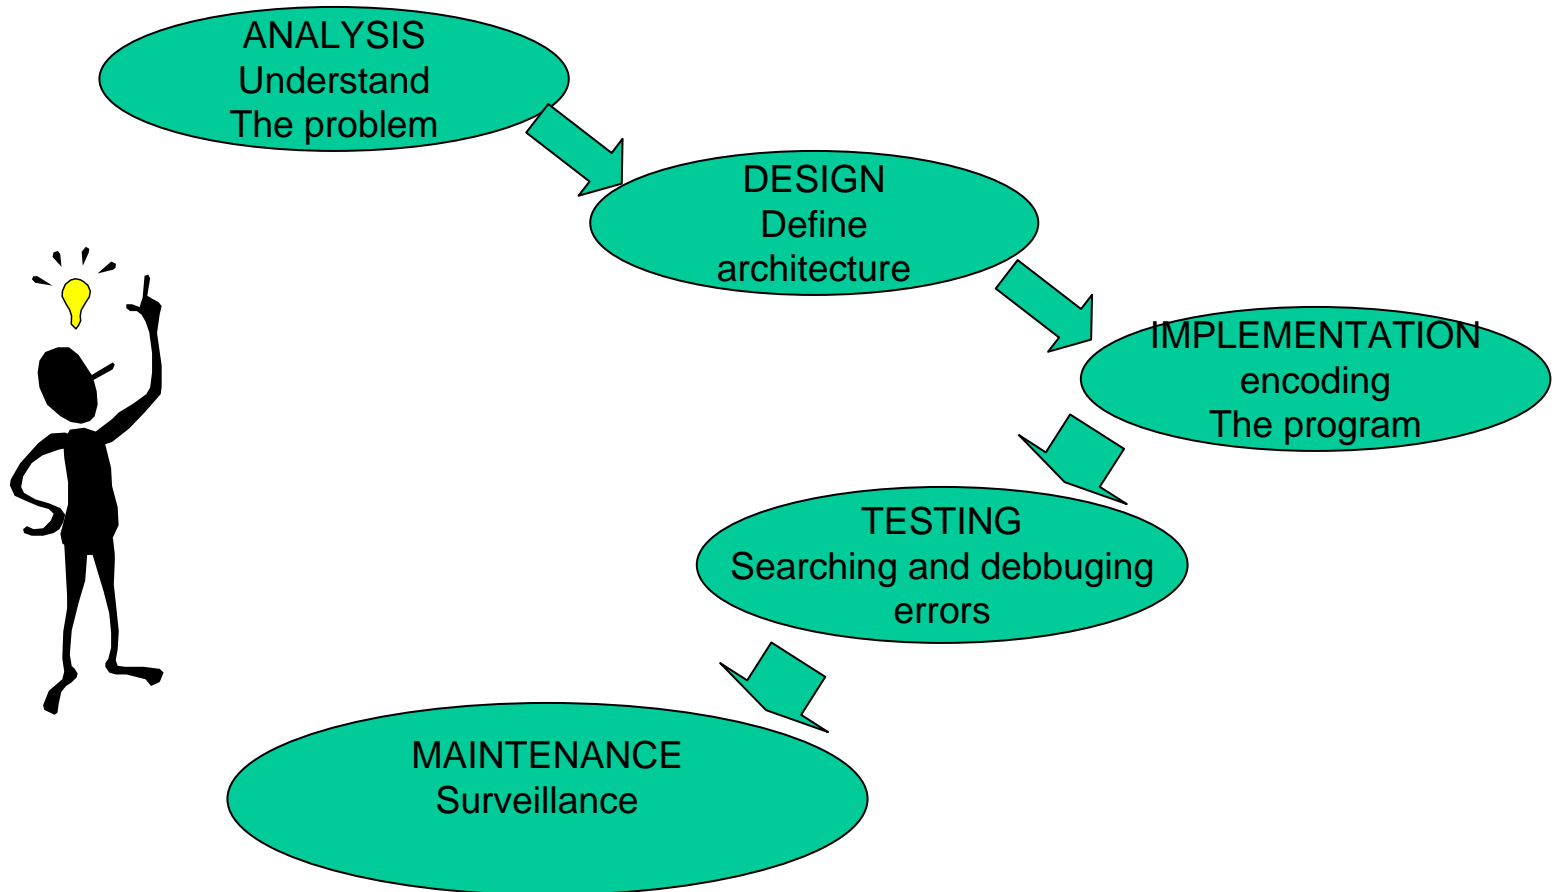 ANALYSIS
Understand
The problem
DESIGN
Define
architecture
IMPLEMENTATION
encoding
The program
TESTING
Searching and debbuging
errors
MAINTENANCE
Surveillance